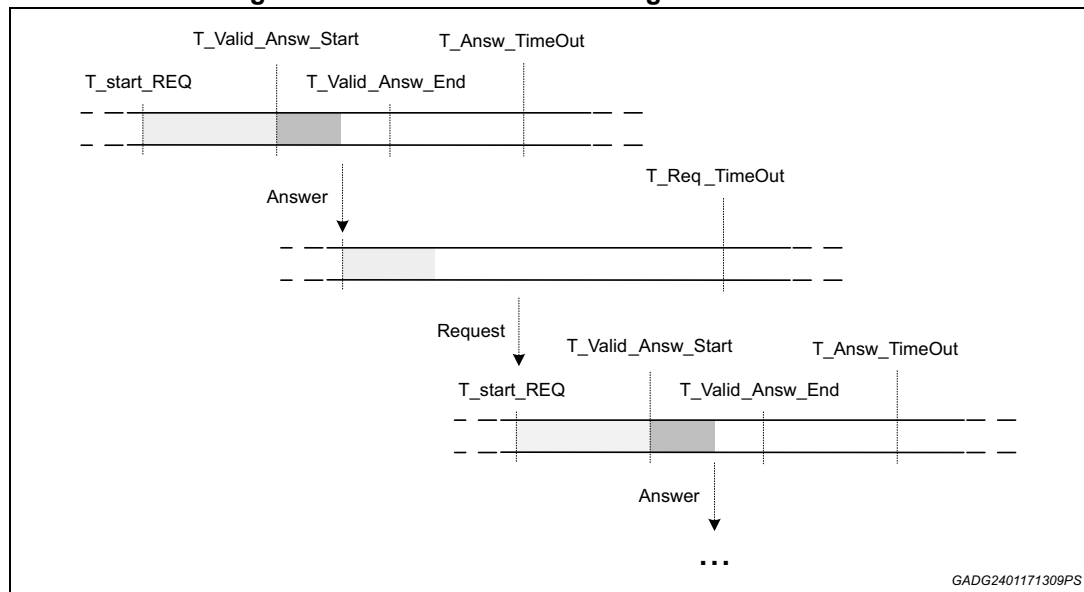 T_Valid_Answ_Start
T_Answ_TimeOut
T_start_REQ
T_Valid_Answ_End
T_Req_TimeOut
Answer
Request
T_Valid_Answ_Start
T_Answ_TimeOut
T_start_REQ
T_Valid_Answ_End
Answer
...
GADG2401171309PS